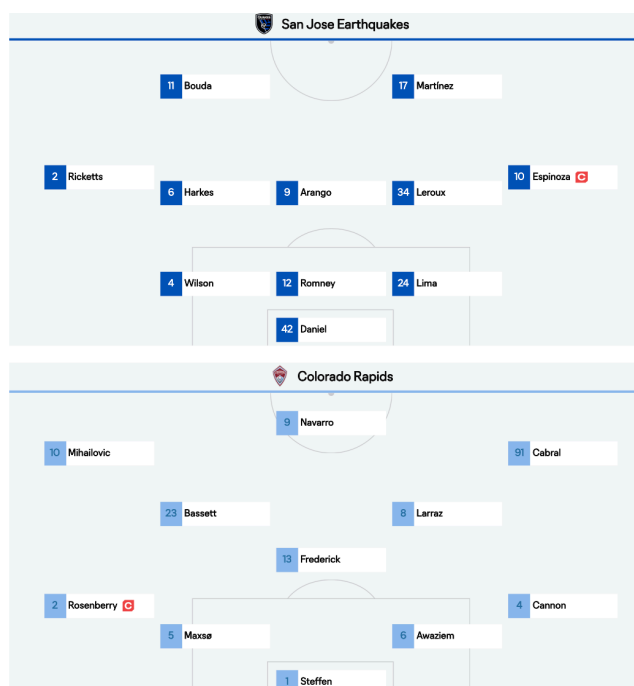 San Jose Earthquakes
11 Bouda
17 Martínez
2 Ricketts
10 Espinoza C
6 Harkes
9 Arango
34 Leroux
4 Wilson
12 Romney
24 Lima
42 Daniel
Colorado Rapids
9 Navarro
10 Mihailovic
91 Cabral
23 Bassett
8 Larraz
13 Frederick
2 Rosenberry C
4 Cannon
5 Maxsø
6 Awaziem
1 Steffen